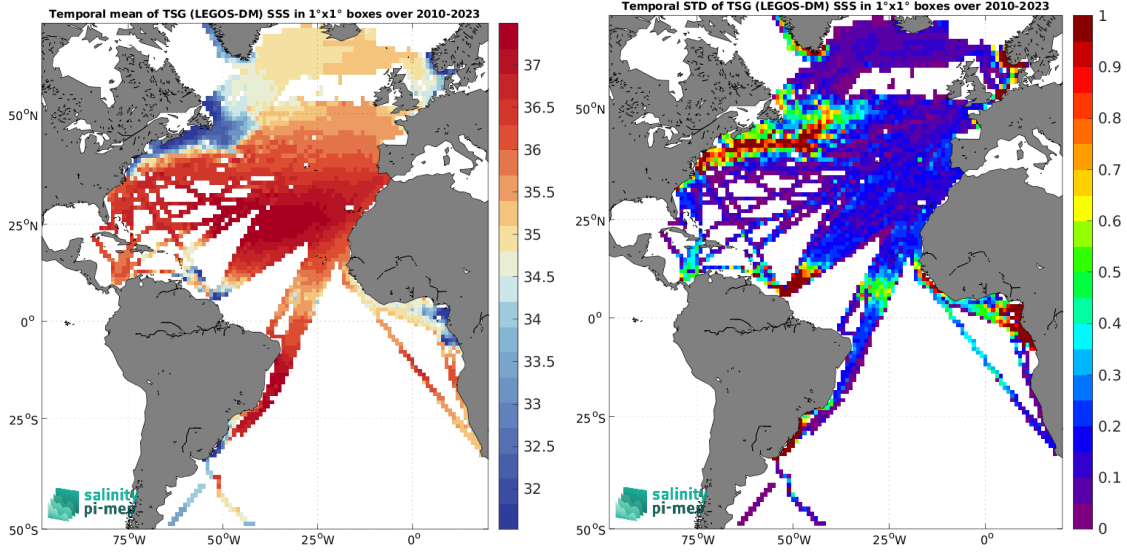 Temporal mean of TSG (LEGOS-DM) SSS in 1°x1° boxes over 2010-2023
50°N
25°N
0°
25°S
50°S
75°W
50°W
25°W
0°
37
36.5
36
35.5
35
34.5
34
33.5
33
32.5
32
salinity
pi-mep
Temporal STD of TSG (LEGOS-DM) SSS in 1°x1° boxes over 2010-2023
50°N
25°N
0°
25°S
50°S
75°W
50°W
25°W
0°
1
0.9
0.8
0.7
0.6
0.5
0.4
0.3
0.2
0.1
0
salinity
pi-mep